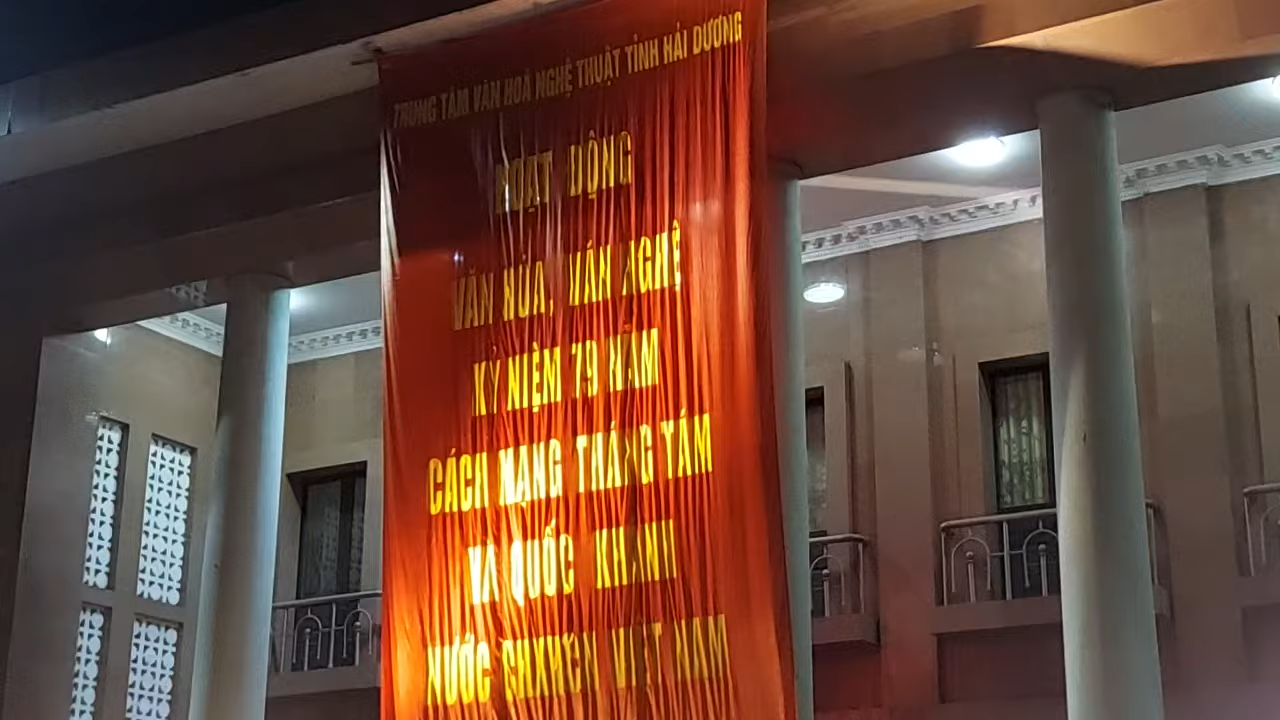 TRUNG TÂM VĂN HOÁ NGHỆ THUẬT TỈNH HẢI DƯƠNG
HOẠT ĐỘNG
VĂN HÓA, VĂN NGHỆ
KỶ NIỆM 79 NĂM
CÁCH MẠNG THÁNG TÁM
VÀ QUỐC KHÁNH
NƯỚC CHXHCN VIỆT NAM